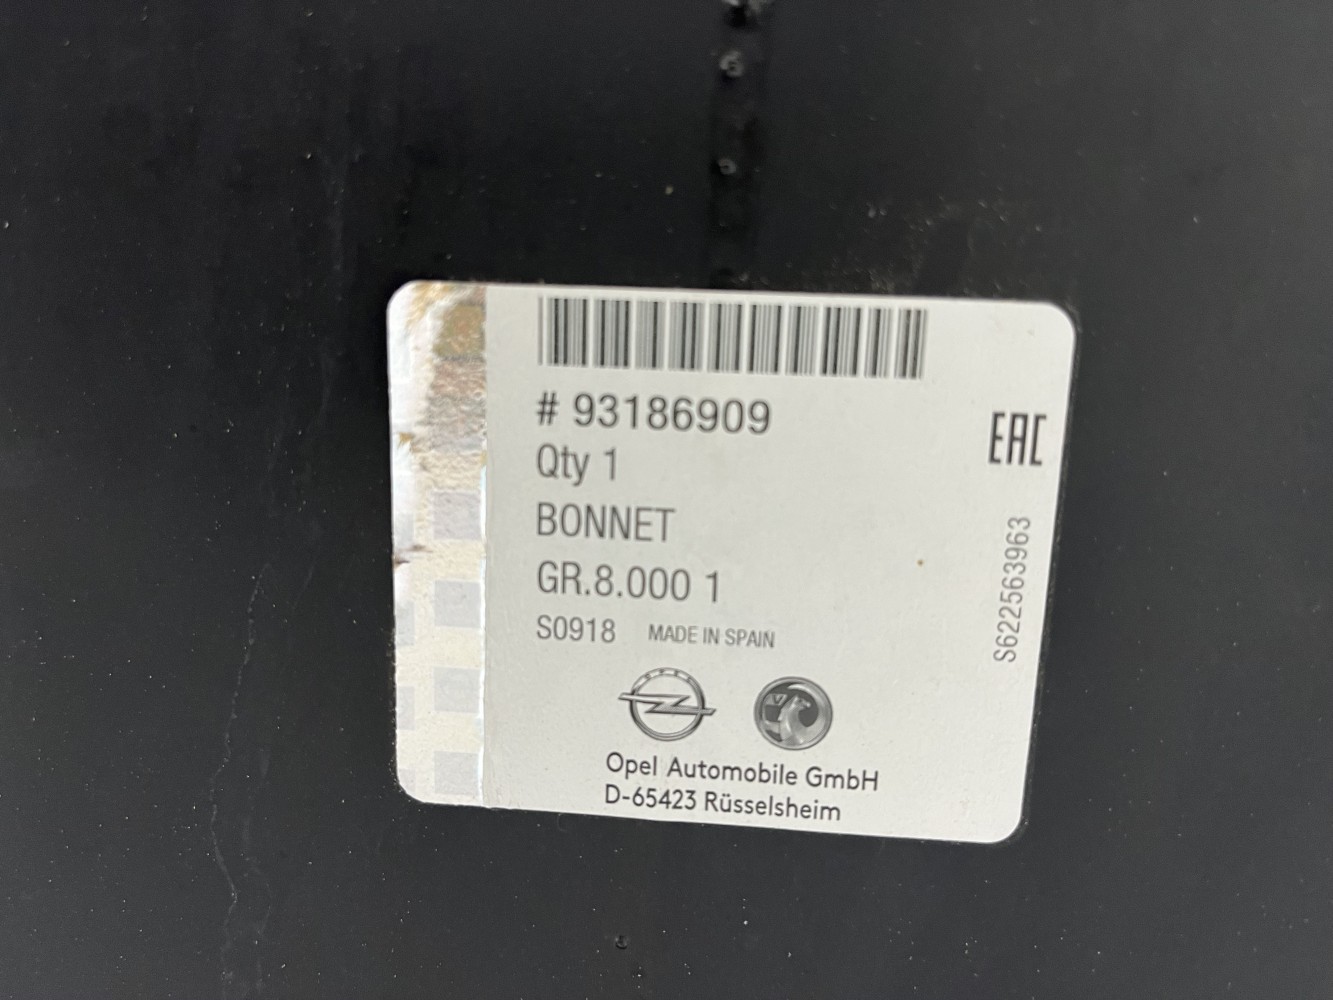 # 93186909
Qty 1
BONNET
GR.8.000 1
S0918 MADE IN SPAIN
OPEL
V
Opel Automobile GmbH
D-65423 Rüsselsheim
EAC
S622563963